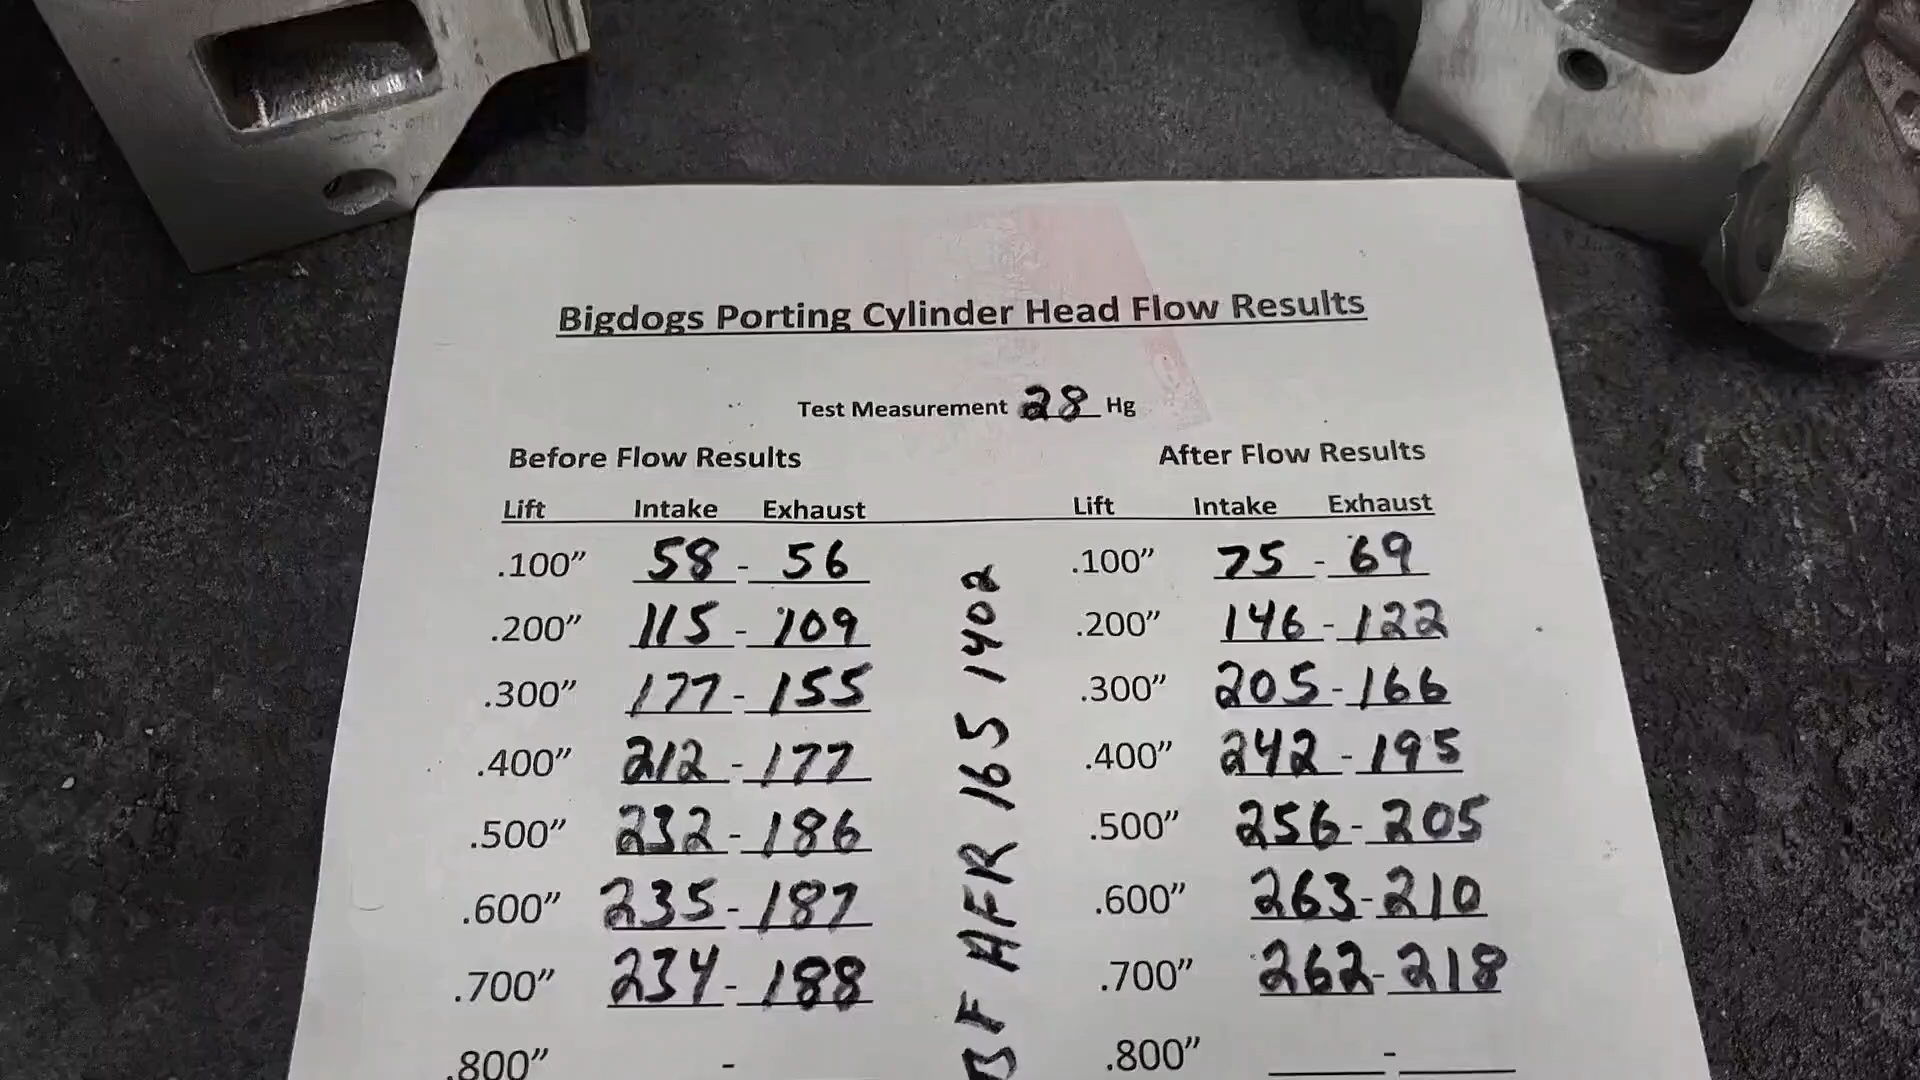 Bigdogs Porting Cylinder Head Flow Results
Test Measurement 28 Hg
Before Flow Results
Lift Intake Exhaust
.100” 58 - 56
.200” 115 - 109
.300” 177 - 155
.400” 212 - 177
.500” 232 - 186
.600” 235 - 187
.700” 234 - 188
.800” -
BF AFR 165 1402
After Flow Results
Lift Intake Exhaust
.100” 75 - 69
.200” 146 - 122
.300” 205 - 166
.400” 242 - 195
.500” 256 - 205
.600” 263 - 210
.700” 262 - 218
.800” -